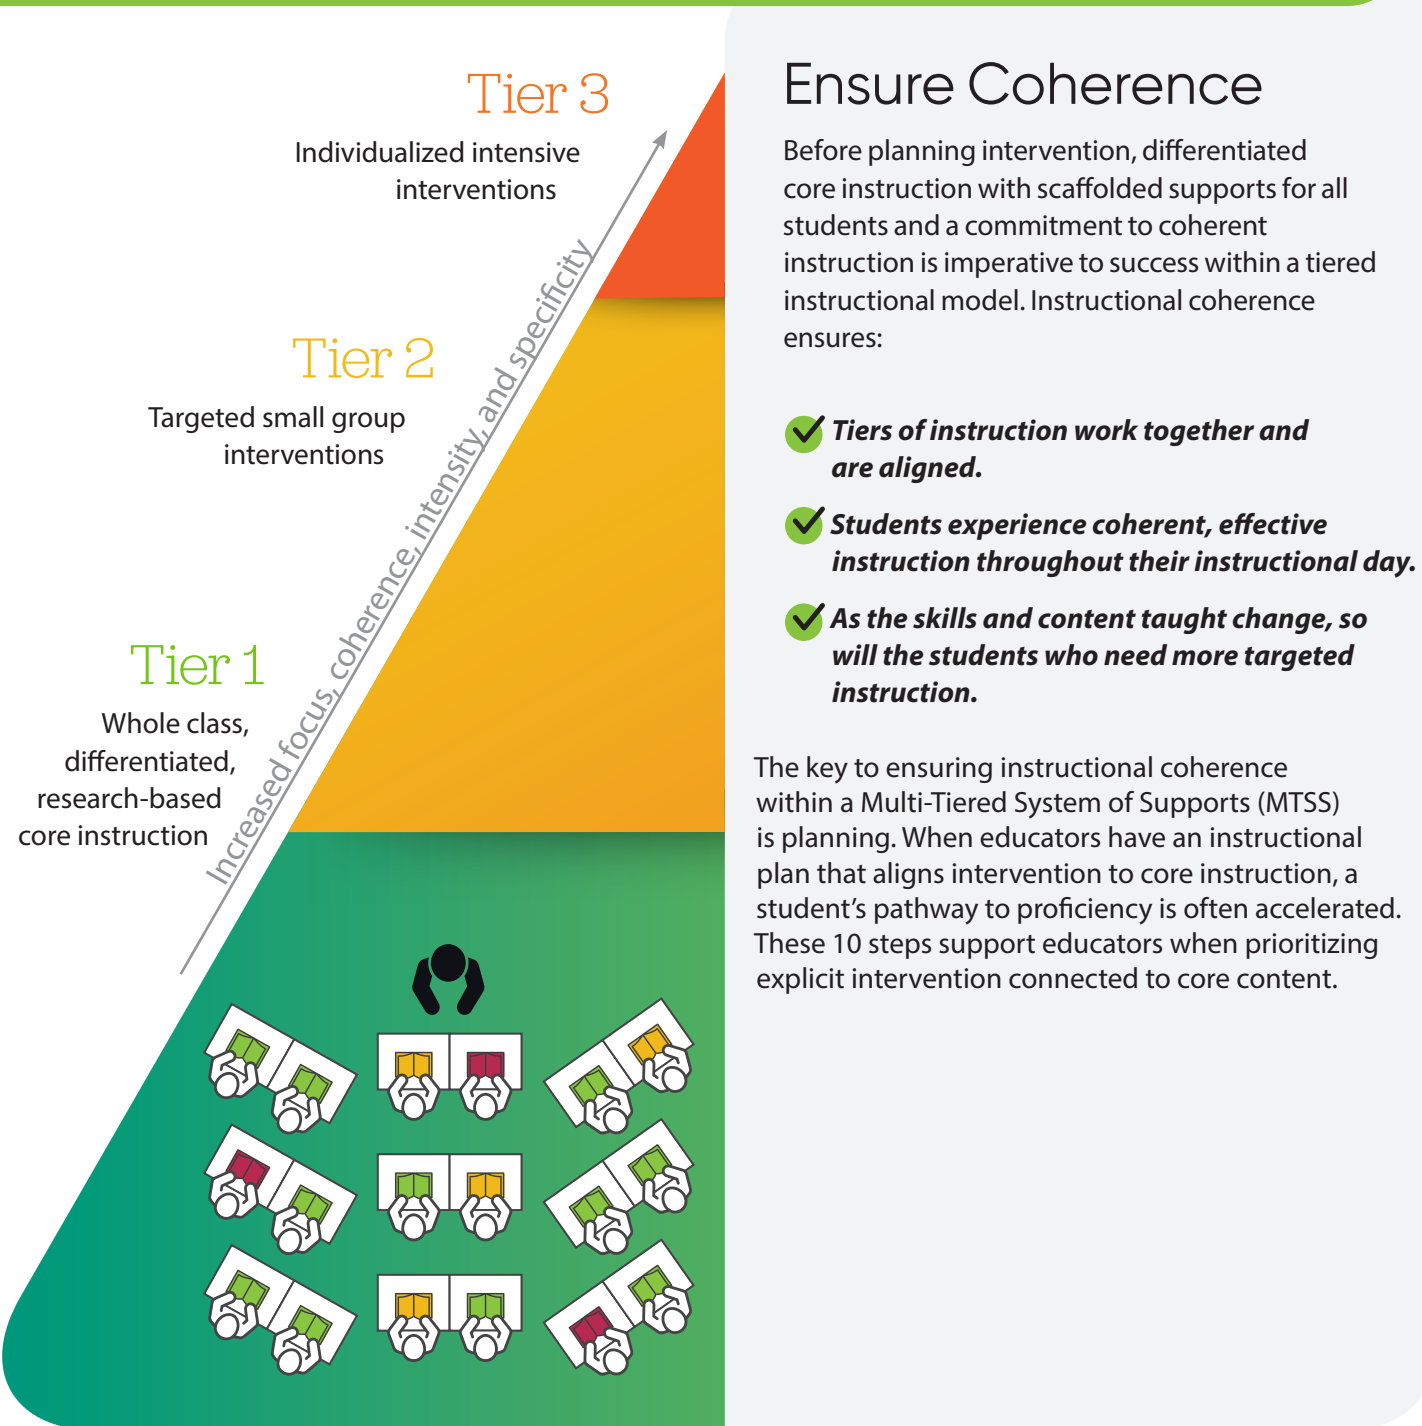 Tier 3
Individualized intensive
interventions
Tier 2
Targeted small group
interventions
Tier 1
Whole class,
differentiated,
research-based
core instruction
Increased focus, coherence, intensity, and specificity
Ensure Coherence
Before planning intervention, differentiated
core instruction with scaffolded supports for all
students and a commitment to coherent
instruction is imperative to success within a tiered
instructional model. Instructional coherence
ensures:
Tiers of instruction work together and
are aligned.
Students experience coherent, effective
instruction throughout their instructional day.
As the skills and content taught change, so
will the students who need more targeted
instruction.
The key to ensuring instructional coherence
within a Multi-Tiered System of Supports (MTSS)
is planning. When educators have an instructional
plan that aligns intervention to core instruction, a
student’s pathway to proficiency is often accelerated.
These 10 steps support educators when prioritizing
explicit intervention connected to core content.